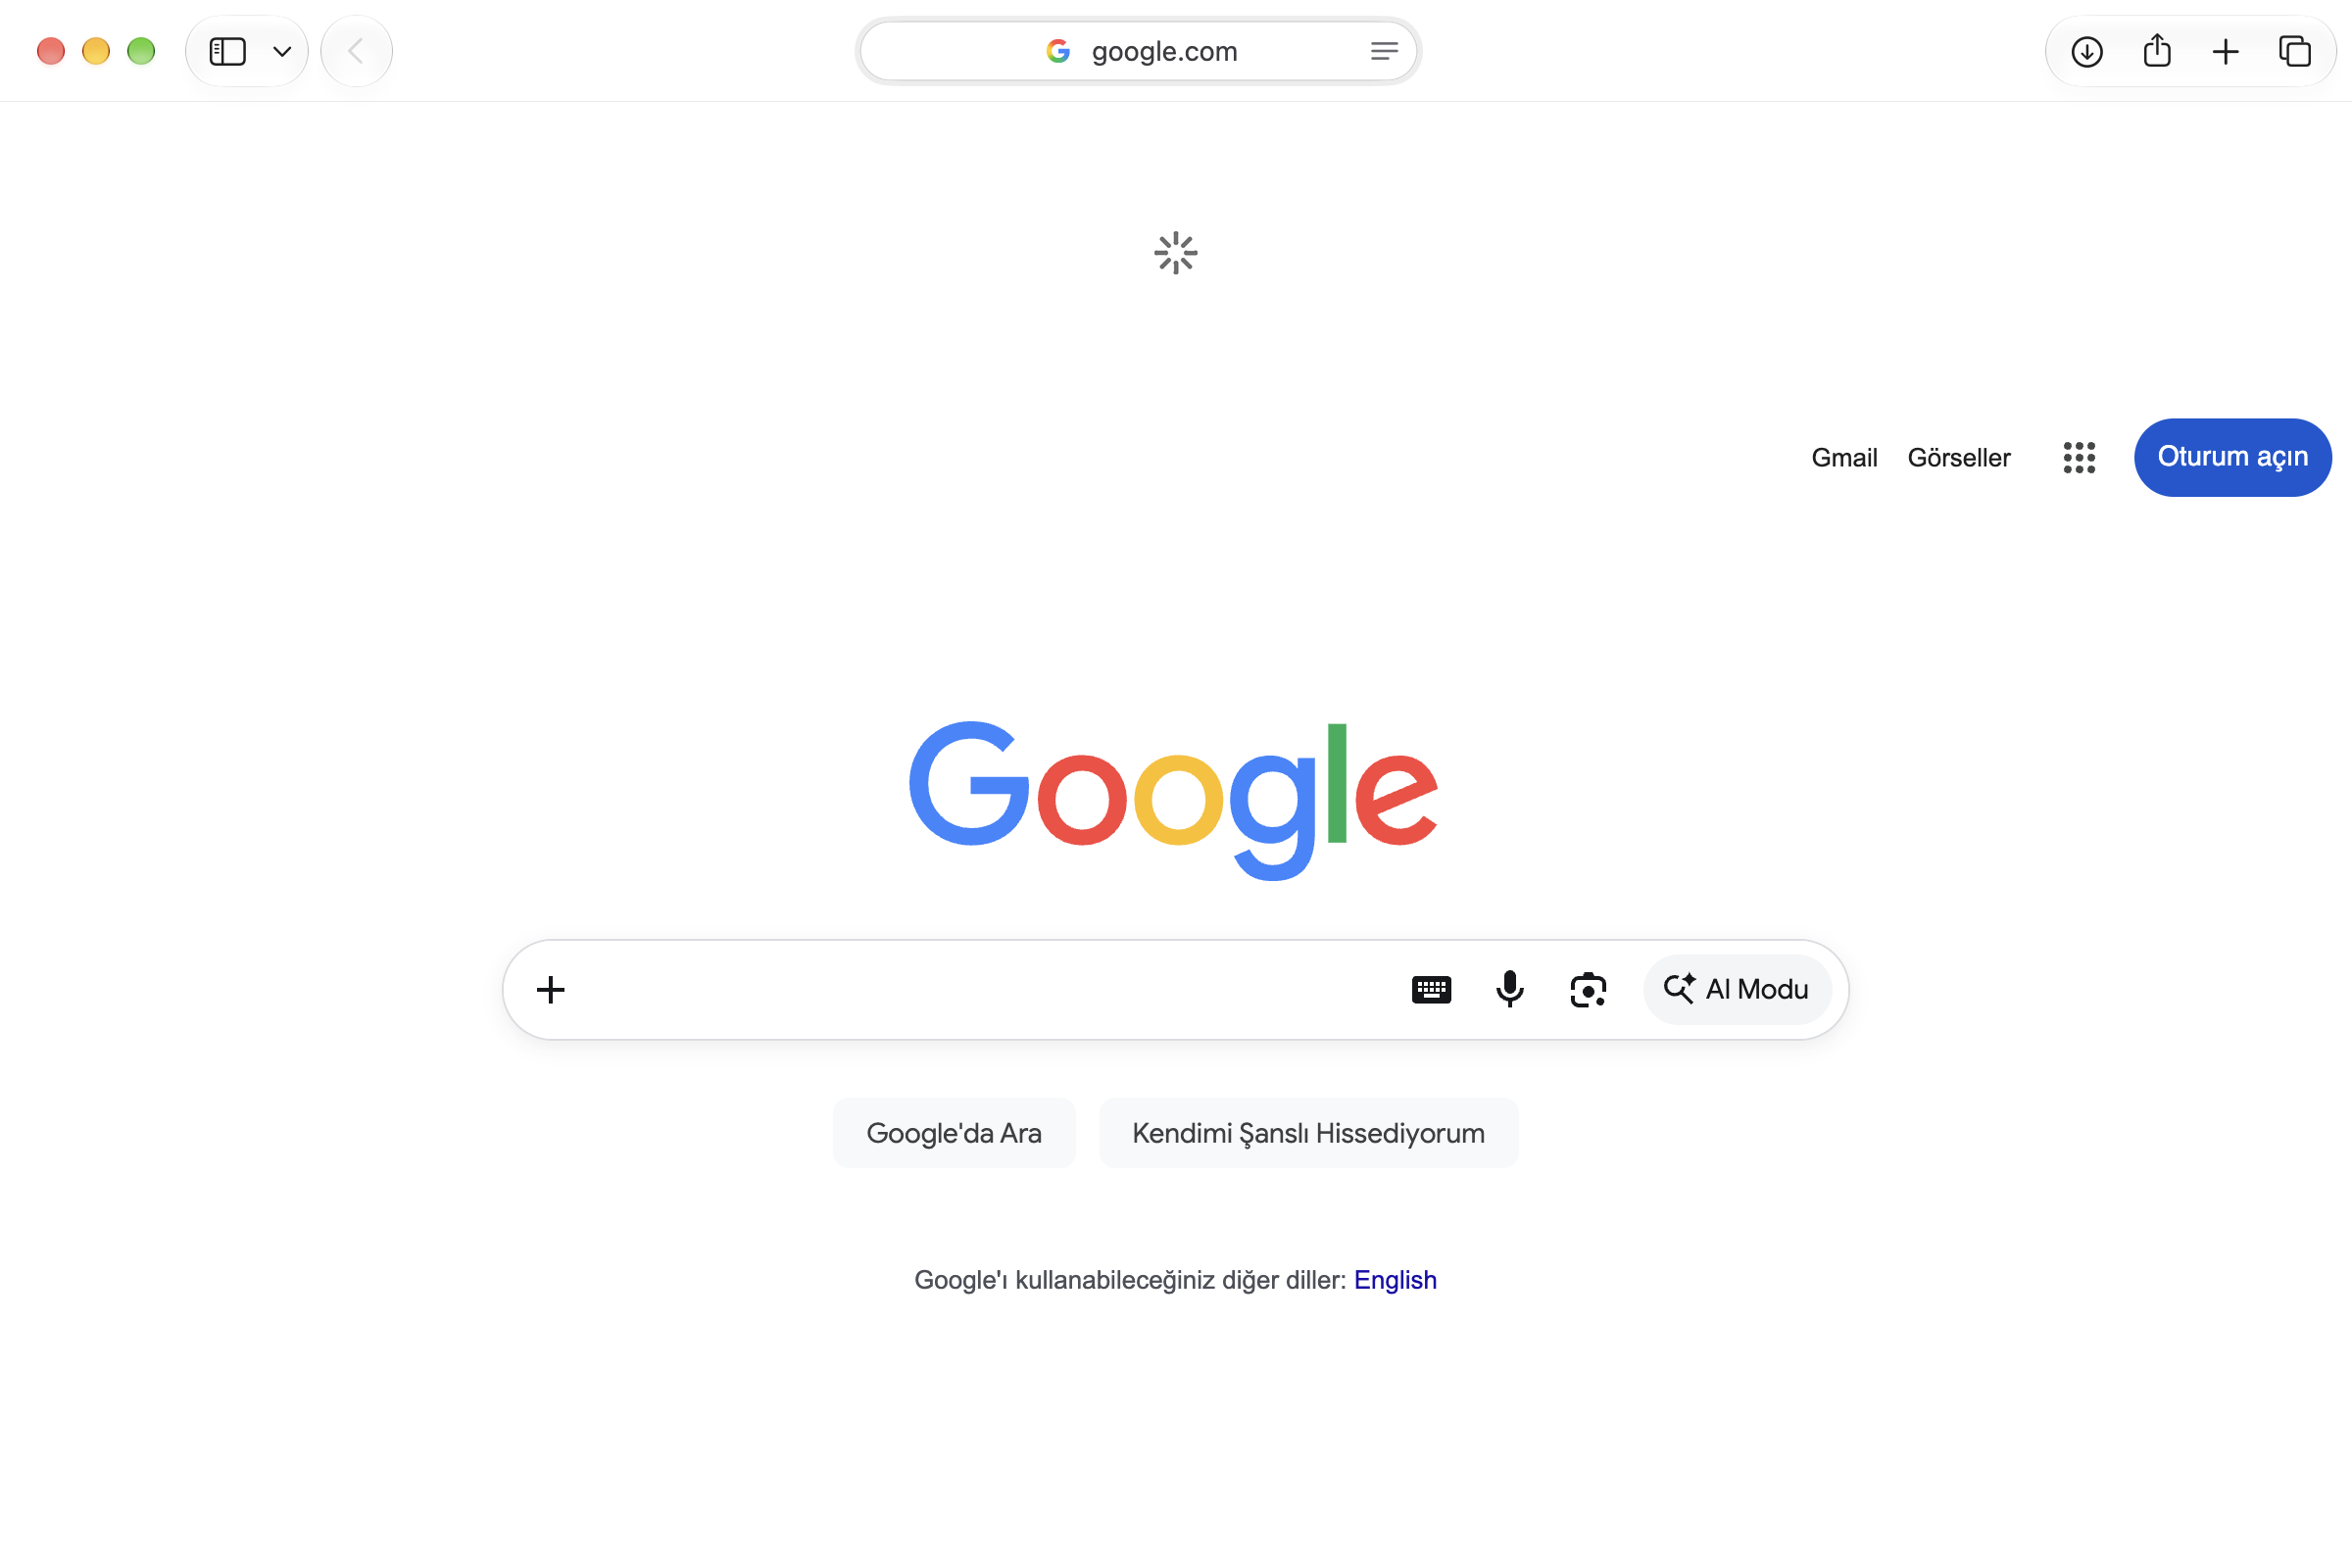 google.com
Gmail Görseller Oturum açın
Google
AI Modu
Google'da Ara Kendimi Şanslı Hissediyorum
Google'ı kullanabileceğiniz diğer diller: English